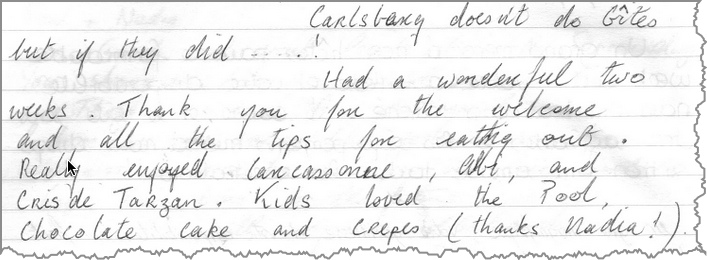 Carlsberg doesn't do Gîtes
but if they did ....!
Had a wonderful two
weeks. Thank you for the welcome
and all the tips for eating out.
Really enjoyed Carcassonne, Albi, and
Cris de Tarzan. Kids loved the Pool,
Chocolate cake and crepes (thanks Nadia!).